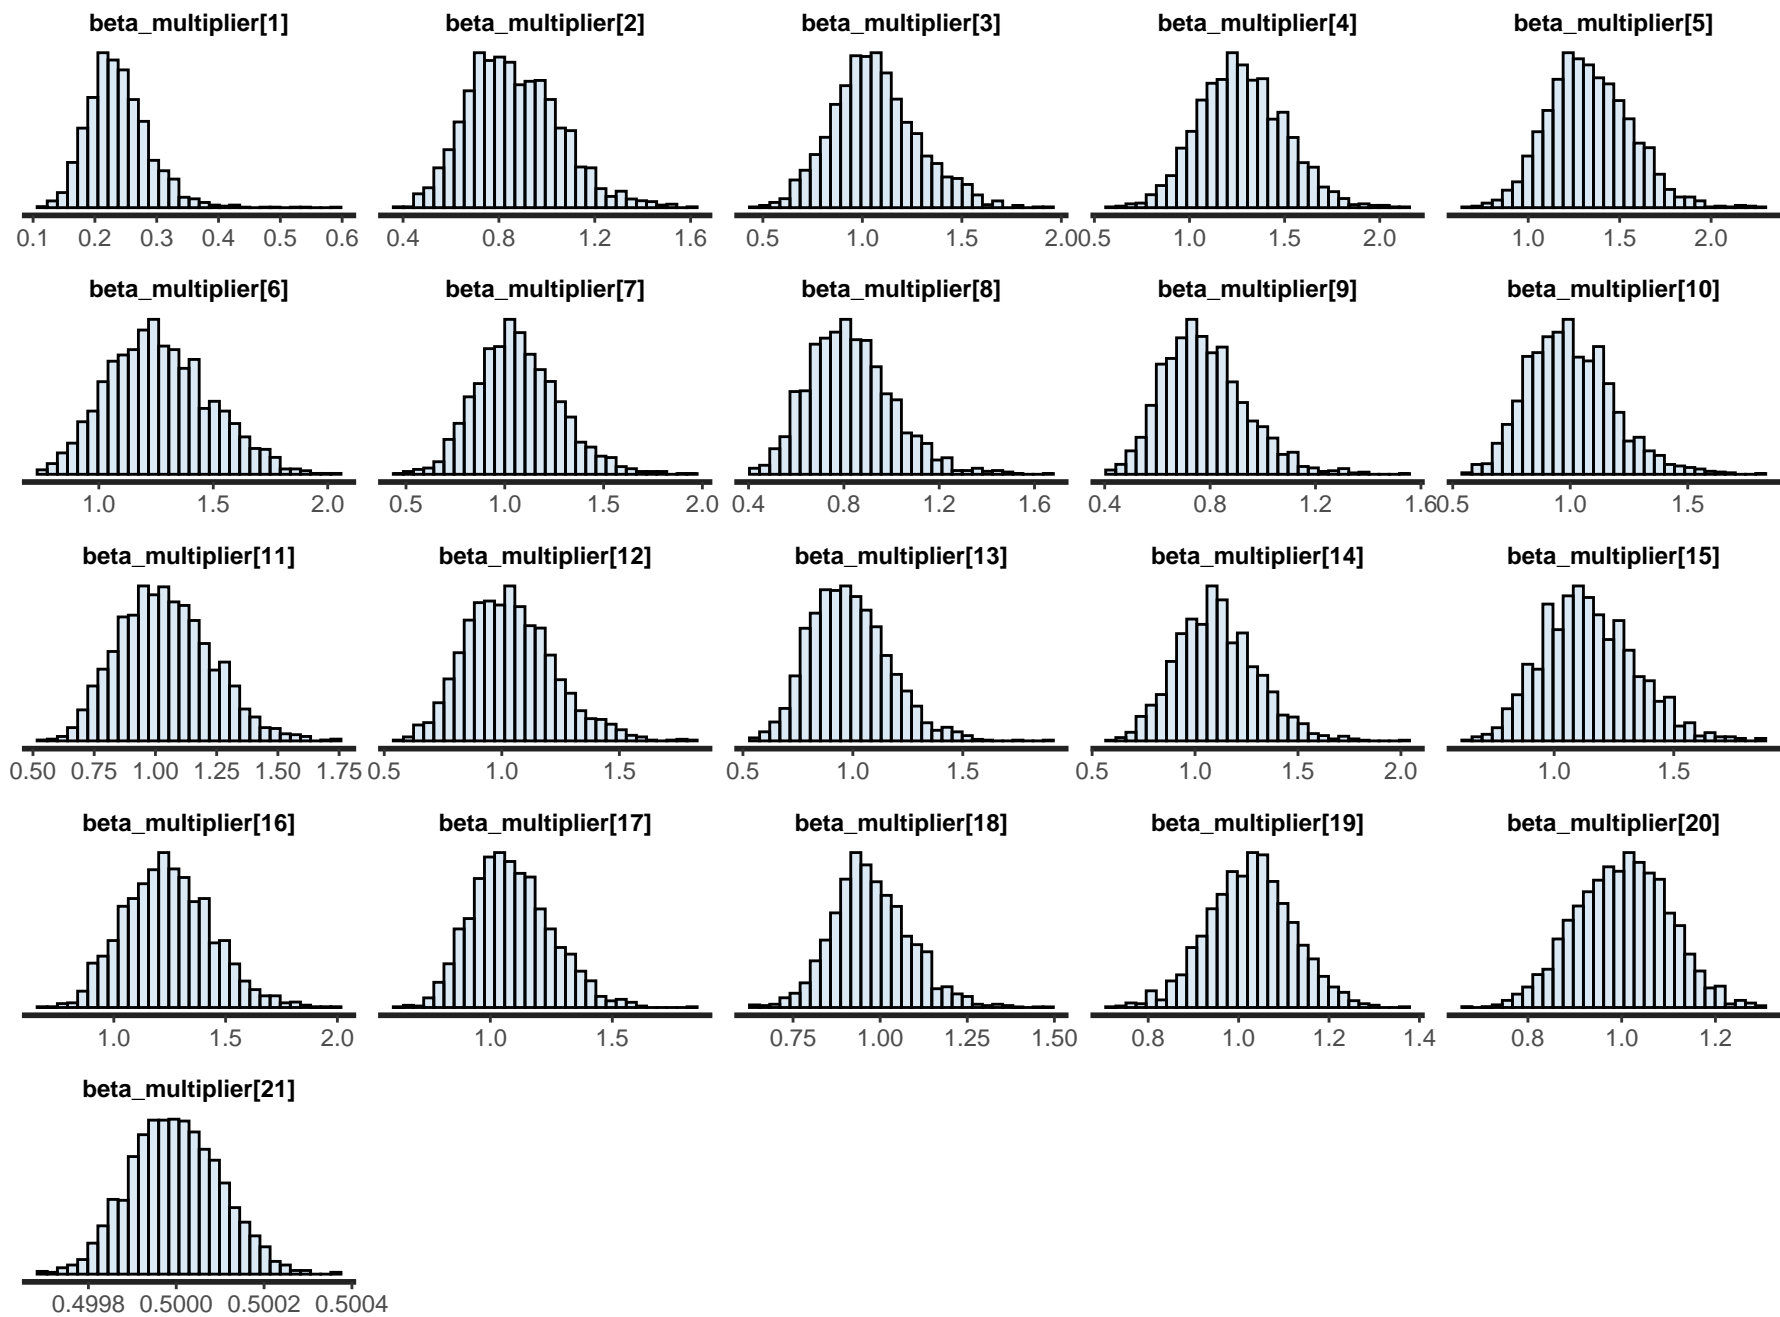 beta_multiplier[1] beta_multiplier[2] beta_multiplier[3] beta_multiplier[4] beta_multiplier[5]
0.1 0.2 0.3 0.4 0.5 0.6 0.4 0.8 1.2 1.6 0.5 1.0 1.5 2.0 0.5 1.0 1.5 2.0 1.0 1.5 2.0
beta_multiplier[6] beta_multiplier[7] beta_multiplier[8] beta_multiplier[9] beta_multiplier[10]
1.0 1.5 2.0 0.5 1.0 1.5 2.0 0.4 0.8 1.2 1.6 0.4 0.8 1.2 1.6 0.5 1.0 1.5
beta_multiplier[11] beta_multiplier[12] beta_multiplier[13] beta_multiplier[14] beta_multiplier[15]
0.50 0.75 1.00 1.25 1.50 1.75 0.5 1.0 1.5 0.5 1.0 1.5 0.5 1.0 1.5 2.0 1.0 1.5
beta_multiplier[16] beta_multiplier[17] beta_multiplier[18] beta_multiplier[19] beta_multiplier[20]
1.0 1.5 2.0 1.0 1.5 0.75 1.00 1.25 1.50 0.8 1.0 1.2 1.4 0.8 1.0 1.2
beta_multiplier[21]
0.4998 0.5000 0.5002 0.5004